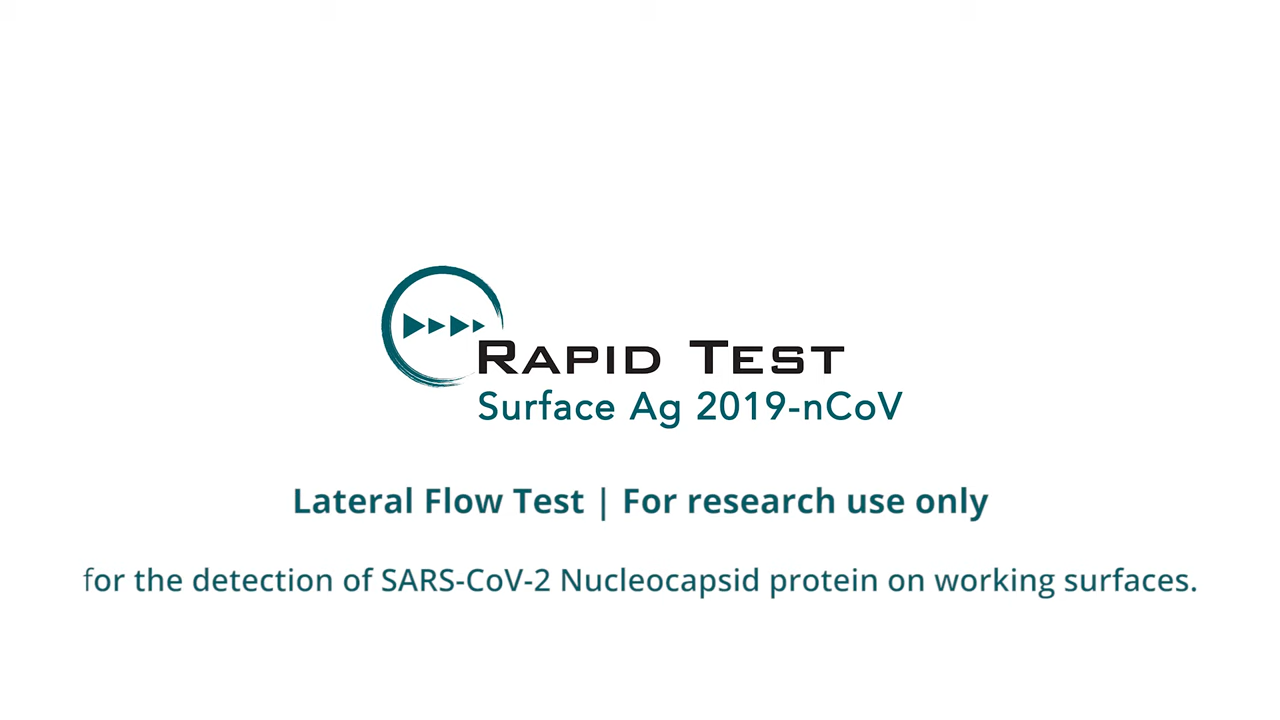 Rapid Test
Surface Ag 2019-nCoV
Lateral Flow Test | For research use only
for the detection of SARS-CoV-2 Nucleocapsid protein on working surfaces.